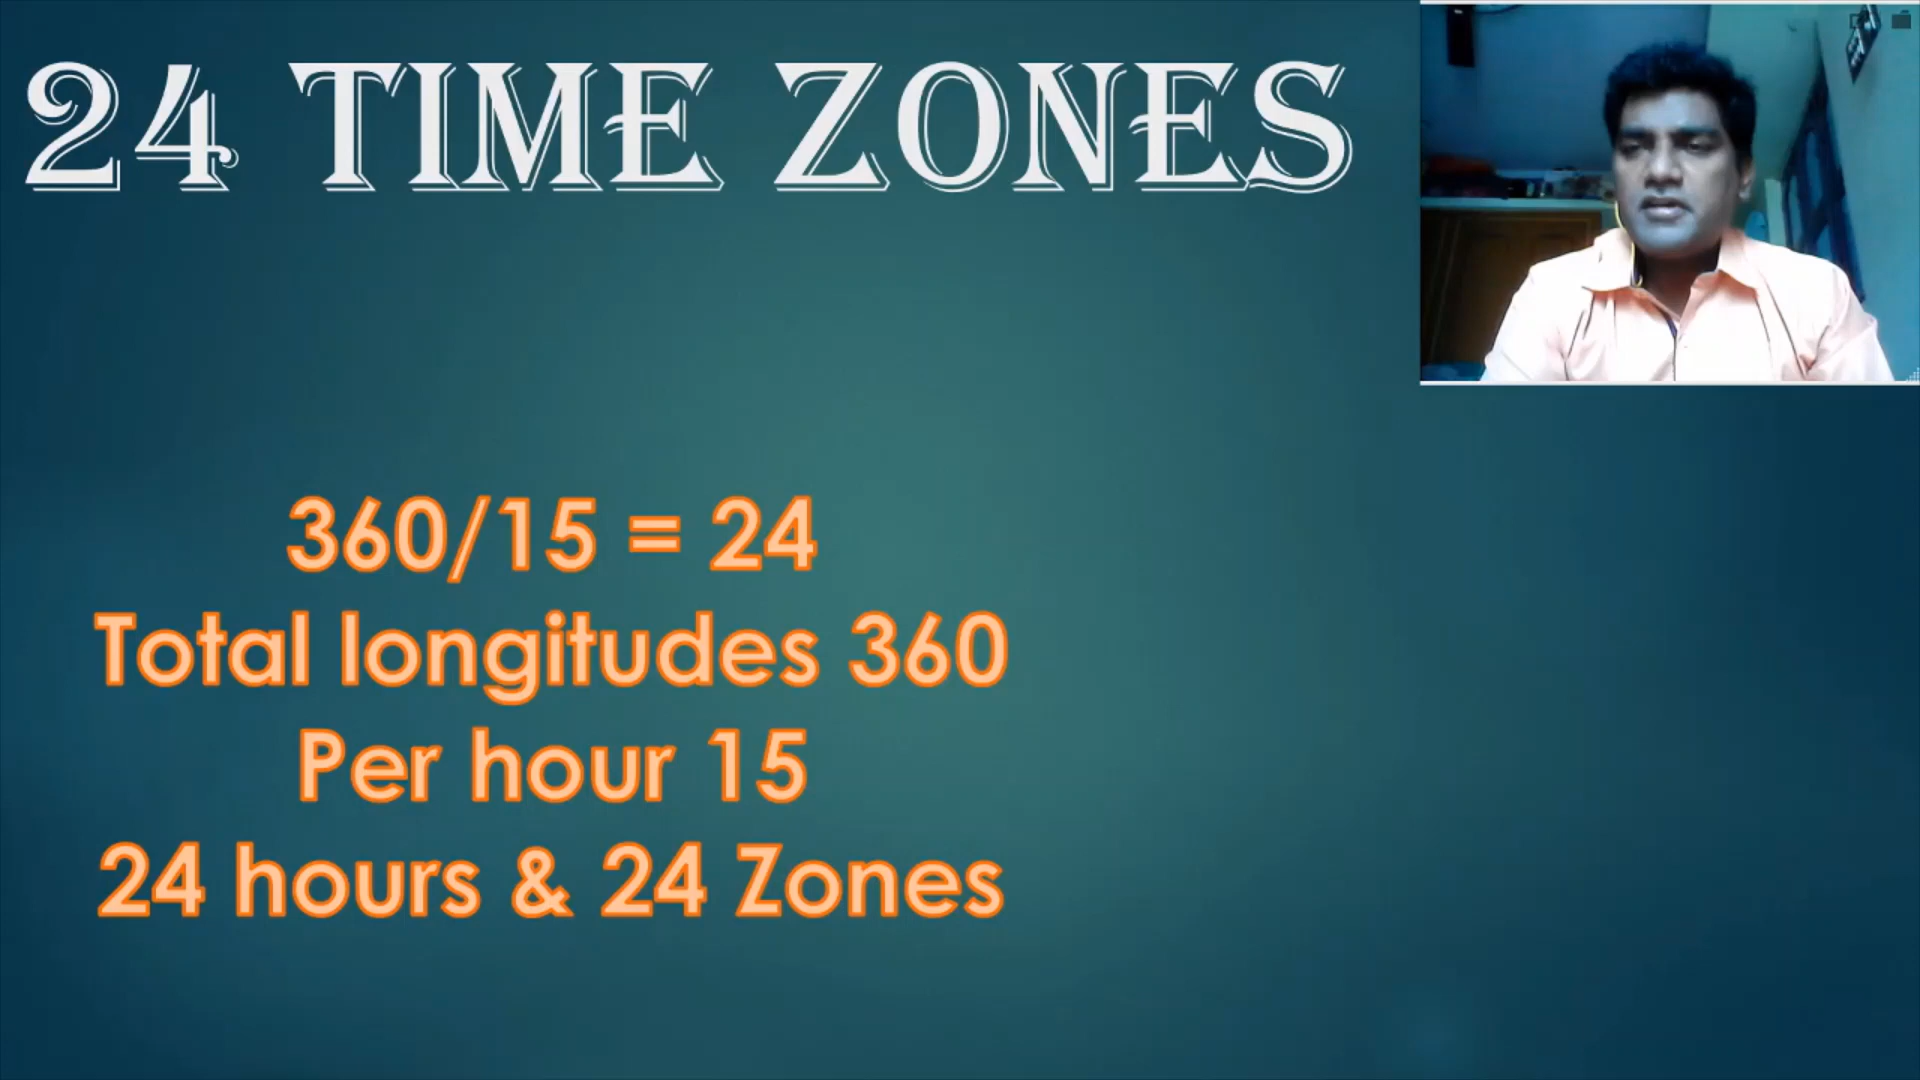 24 TIME ZONES
360/15 = 24
Total longitudes 360
Per hour 15
24 hours & 24 Zones